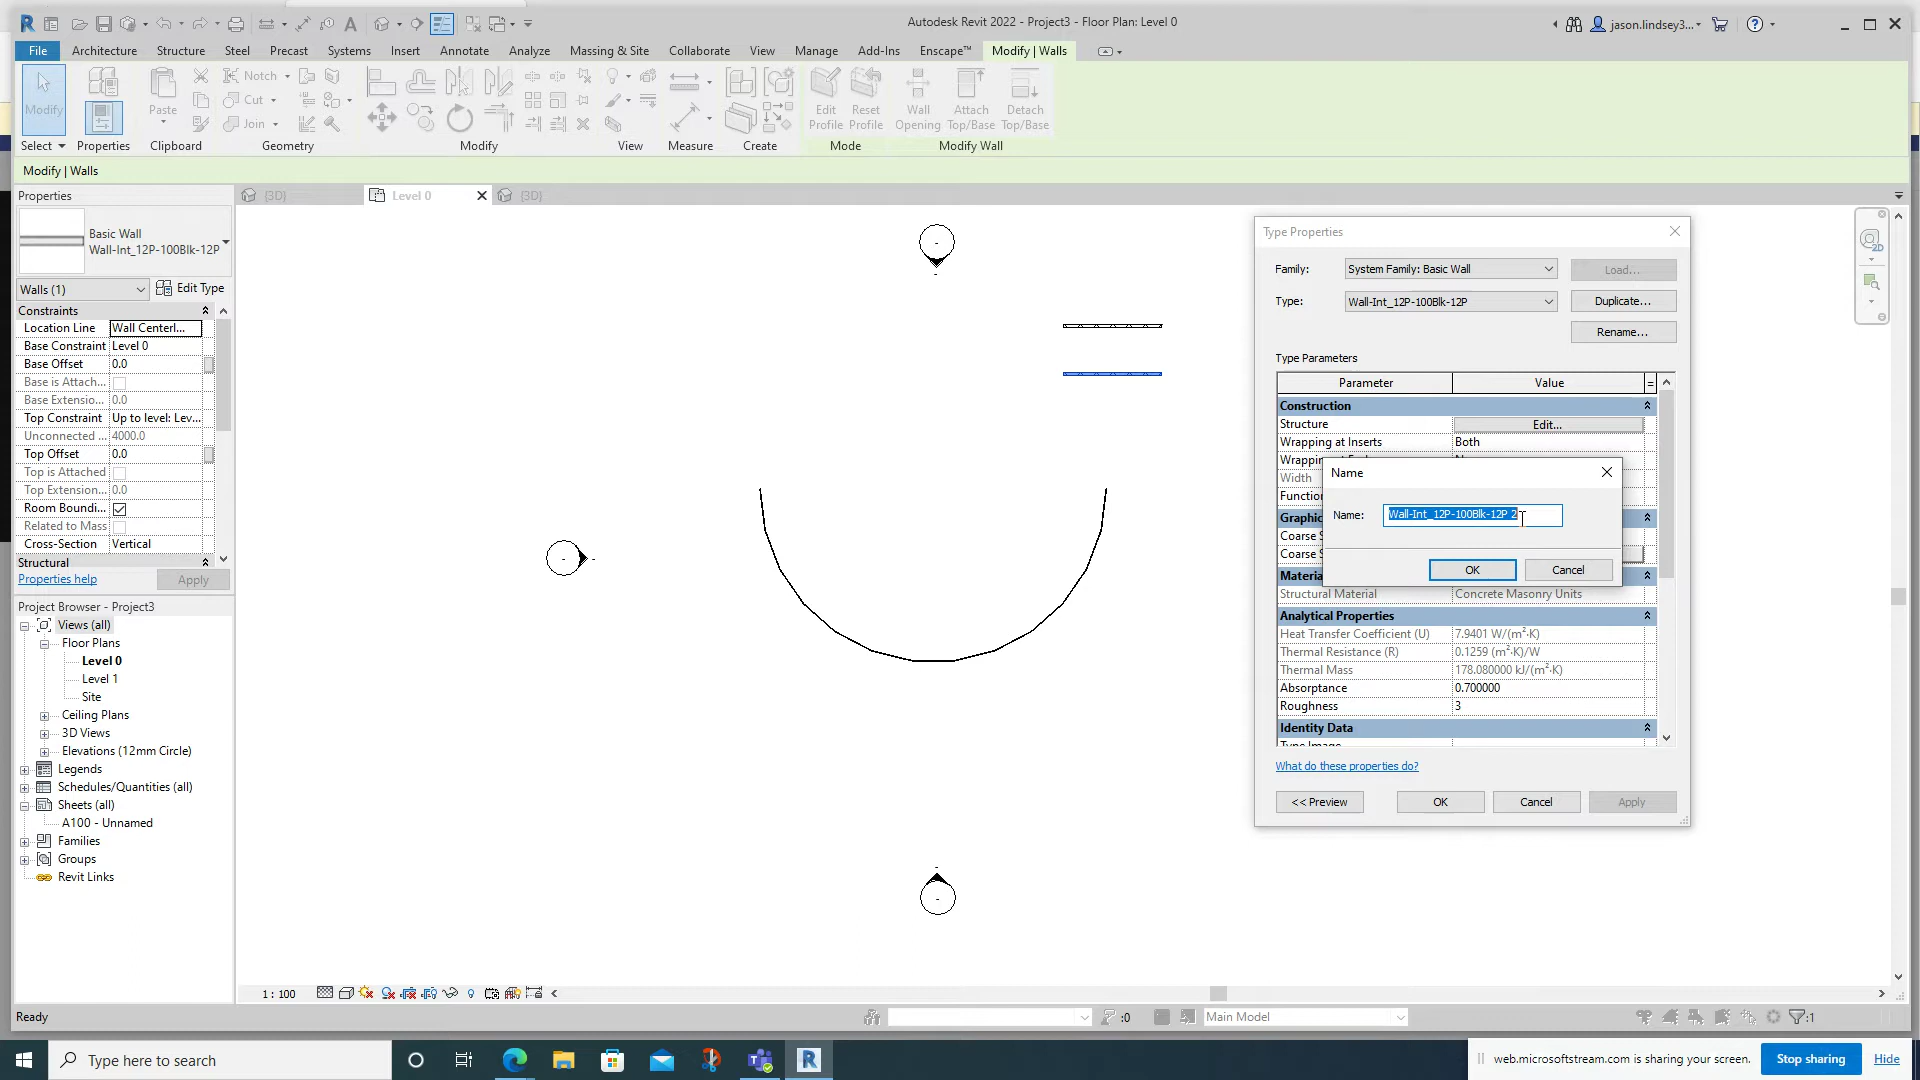 Autodesk Revit 2022 - Project3 - Floor Plan: Level 0
jason.lindsey3...
File Architecture Structure Steel Precast Systems Insert Annotate Analyze Massing & Site Collaborate View Manage Add-Ins Enscape™ Modify | Walls
Modify
Paste
Notch
Cut
Join
Edit Profile
Reset Profile
Wall Opening
Attach Top/Base
Detach Top/Base
Select Properties Clipboard Geometry Modify View Measure Create Mode Modify Wall
Modify | Walls
Properties
{3D}
Level 0
{3D}
Basic Wall
Wall-Int_12P-100Blk-12P
Walls (1)
Edit Type
Constraints
Location Line Wall Centerl...
Base Constraint Level 0
Base Offset 0.0
Base is Attach...
Base Extensio... 0.0
Top Constraint Up to level: Lev...
Unconnected ... 4000.0
Top Offset 0.0
Top is Attached
Top Extension... 0.0
Room Boundi...
Related to Mass
Cross-Section Vertical
Structural
Properties help
Apply
Project Browser - Project3
Views (all)
Floor Plans
Level 0
Level 1
Site
Ceiling Plans
3D Views
Elevations (12mm Circle)
Legends
Schedules/Quantities (all)
Sheets (all)
A100 - Unnamed
Families
Groups
Revit Links
Type Properties
Family: System Family: Basic Wall Load...
Type: Wall-Int_12P-100Blk-12P Duplicate...
Rename...
Type Parameters
Parameter Value =
Construction
Structure Edit...
Wrapping at Inserts Both
Wrappin
Width
Functio
Graphic
Coarse S
Coarse S
Materia
Structural Material Concrete Masonry Units
Analytical Properties
Heat Transfer Coefficient (U) 7.9401 W/(m²·K)
Thermal Resistance (R) 0.1259 (m²·K)/W
Thermal Mass 178.080000 kJ/(m²·K)
Absorptance 0.700000
Roughness 3
Identity Data
Type Image
What do these properties do?
<< Preview OK Cancel Apply
Name
Name: Wall-Int_12P-100Blk-12P 2
OK Cancel
2D
1 : 100
Ready
:0
Main Model
:1
Type here to search
web.microsoftstream.com is sharing your screen.
Stop sharing
Hide